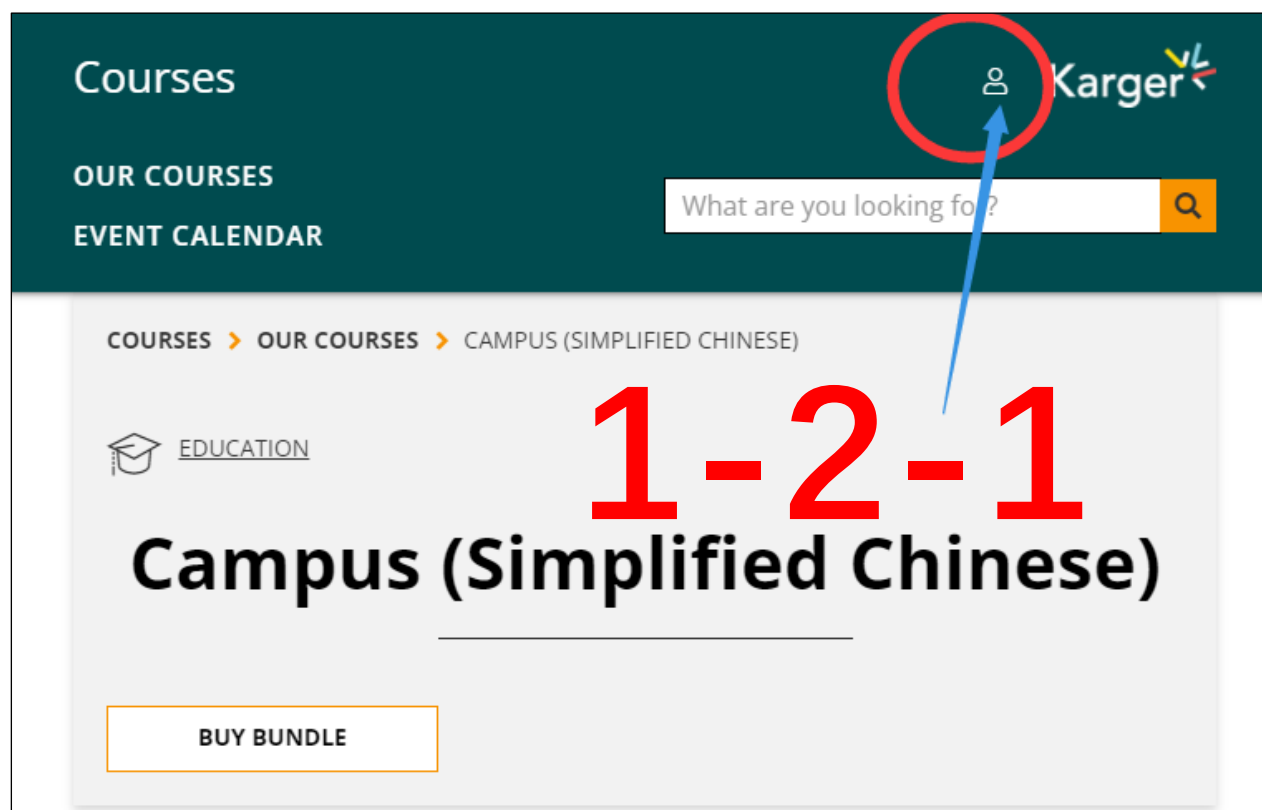 Courses
Karger
OUR COURSES
What are you looking for?
EVENT CALENDAR
COURSES > OUR COURSES > CAMPUS (SIMPLIFIED CHINESE)
1-2-1
EDUCATION
Campus (Simplified Chinese)
BUY BUNDLE